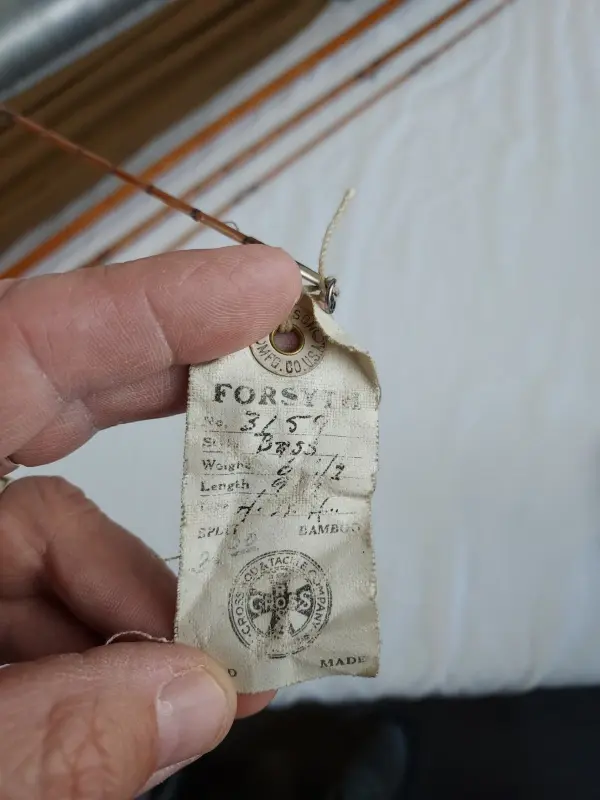 MFG. CO. U.S.A.
FORSYTH
No. 3159
Style Bass
Weight 6 1/2
Length 9
SPLIT BAMBOO
CROSS ROD & TACKLE COMPANY
CROSS
MADE